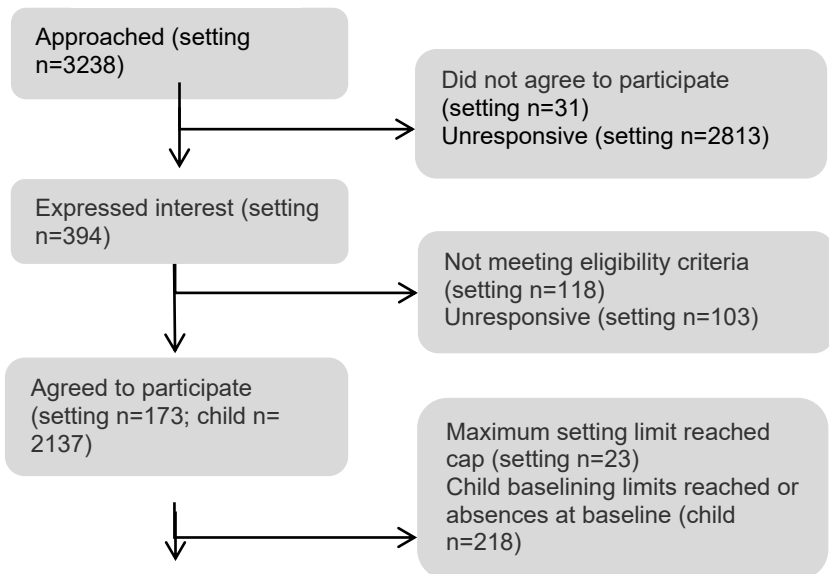 Approached (setting
n=3238)
Did not agree to participate
(setting n=31)
Unresponsive (setting n=2813)
Expressed interest (setting
n=394)
Not meeting eligibility criteria
(setting n=118)
Unresponsive (setting n=103)
Agreed to participate
(setting n=173; child n=
2137)
Maximum setting limit reached
cap (setting n=23)
Child baselining limits reached or
absences at baseline (child
n=218)